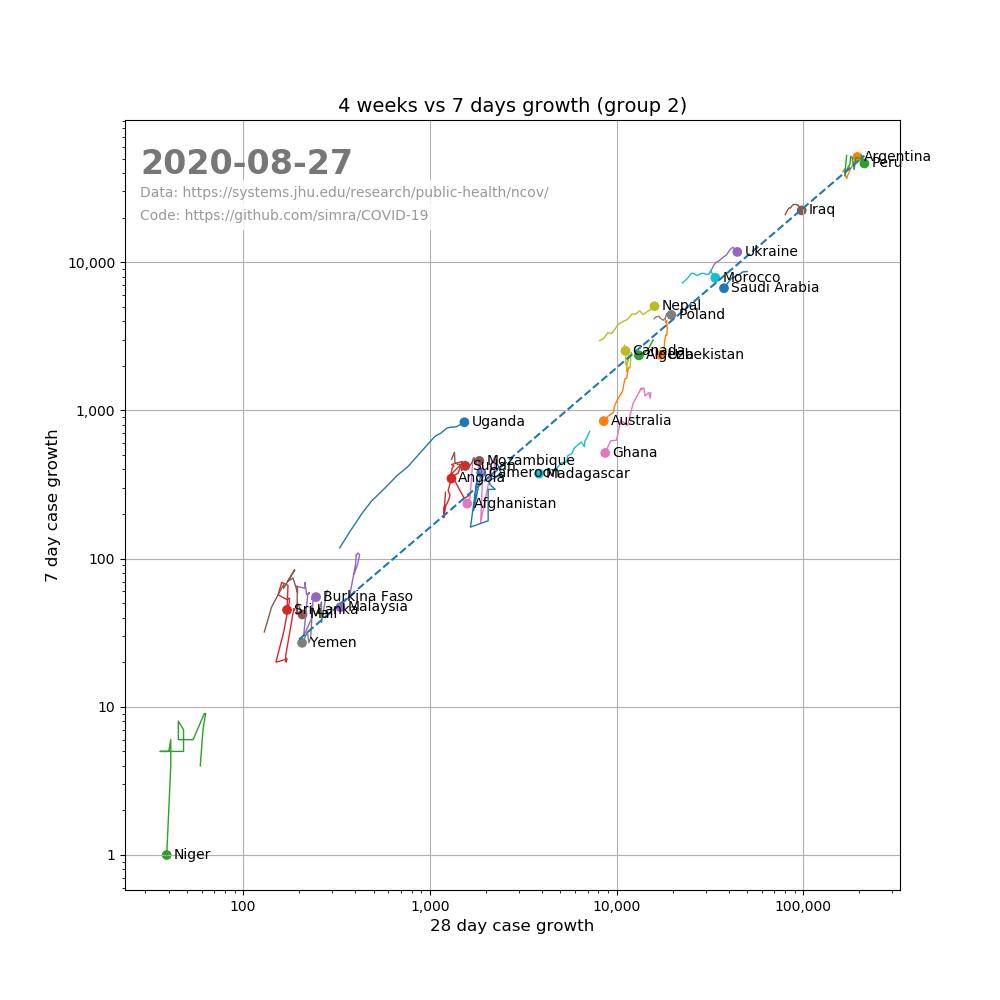 4 weeks vs 7 days growth (group 2)
2020-08-27
Data: https://systems.jhu.edu/research/public-health/ncov/
Code: https://github.com/simra/COVID-19
Argentina
Peru
Iraq
Ukraine
Morocco
Saudi Arabia
Nepal
Poland
Canada
Algeria
Uzbekistan
Australia
Uganda
Ghana
Mozambique
Sudan
Cameroon
Madagascar
Angola
Afghanistan
Burkina Faso
Malaysia
Sri Lanka
Mali
Yemen
Niger
10,000
1,000
100
10
1
7 day case growth
100
1,000
10,000
100,000
28 day case growth